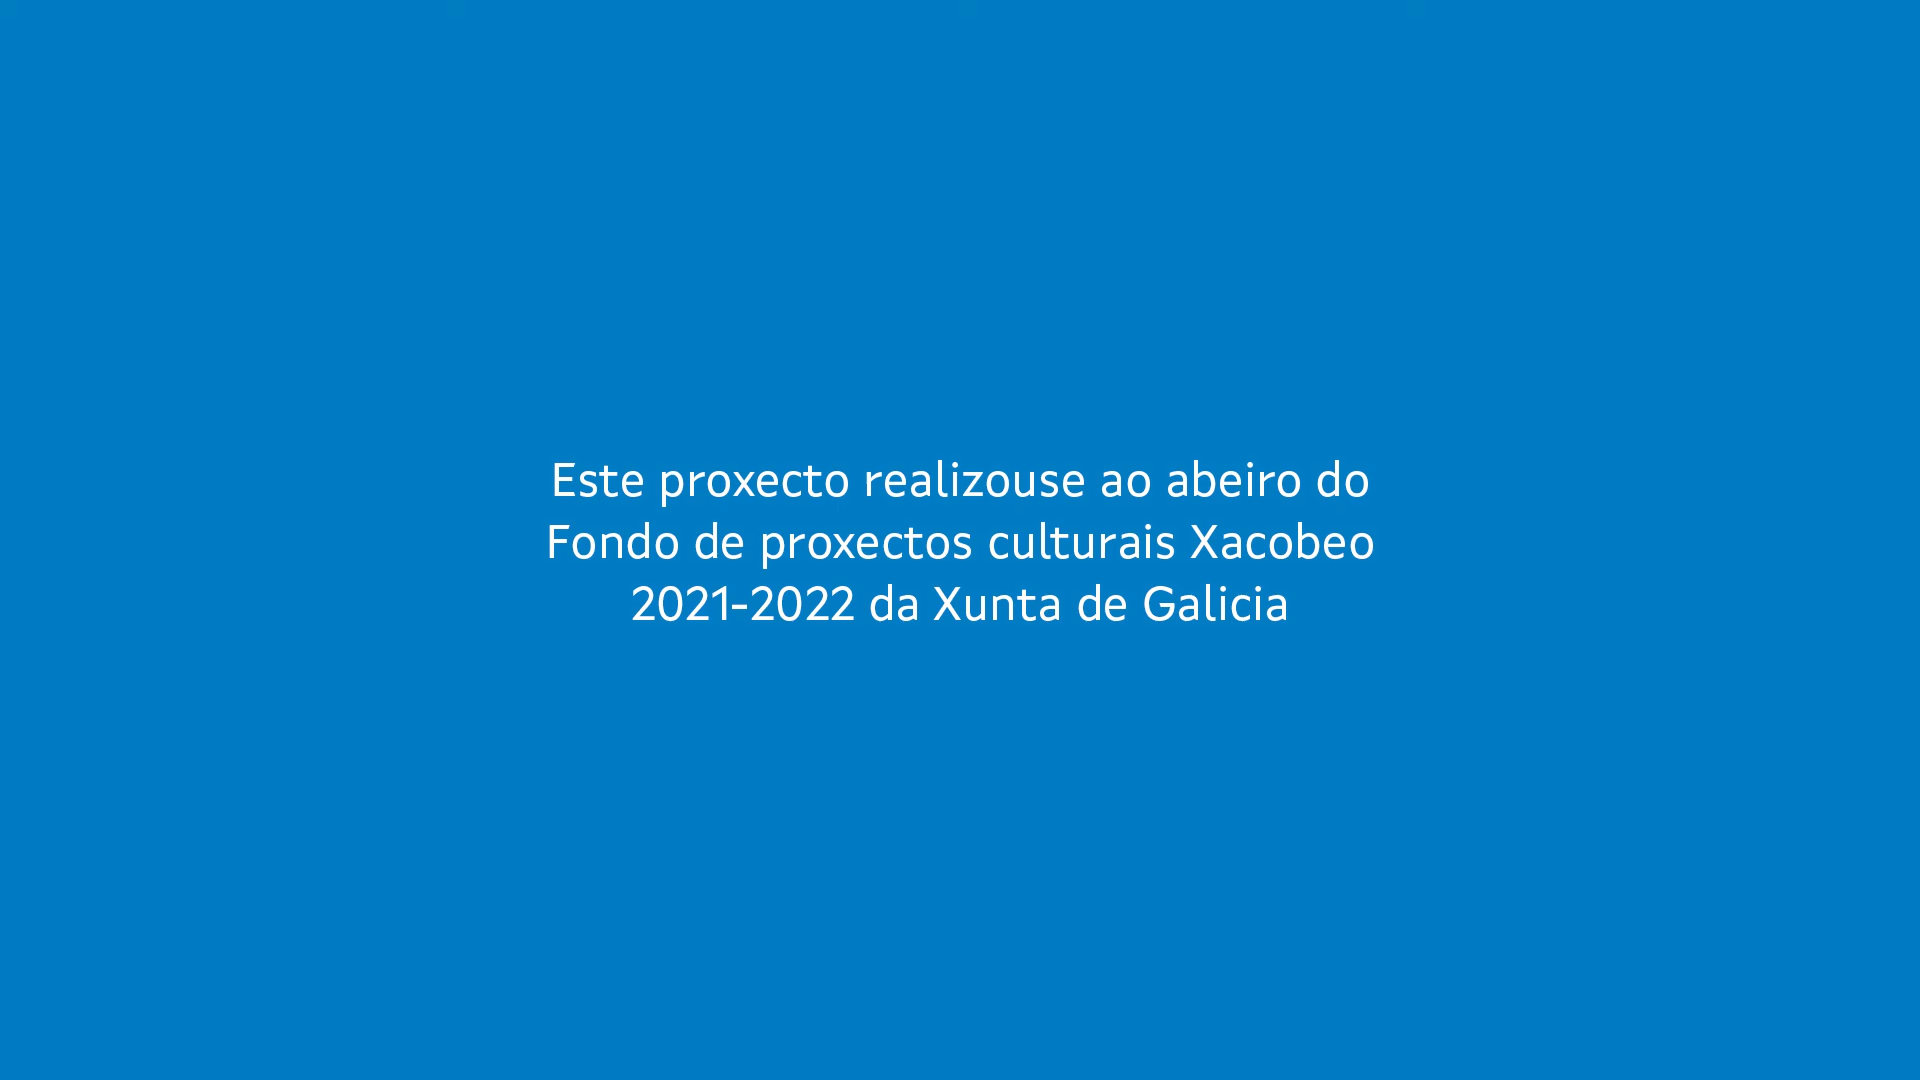 Este proxecto realizouse ao abeiro do
Fondo de proxectos culturais Xacobeo
2021-2022 da Xunta de Galicia